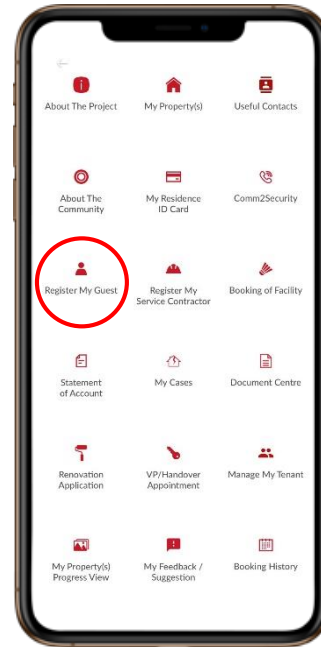 About The Project
My Property(s)
Useful Contacts
About The
Community
My Residence
ID Card
Comm2Security
Register My Guest
Register My
Service Contractor
Booking of Facility
Statement
of Account
My Cases
Document Centre
Renovation
Application
VP/Handover
Appointment
Manage My Tenant
My Property(s)
Progress View
My Feedback /
Suggestion
Booking History